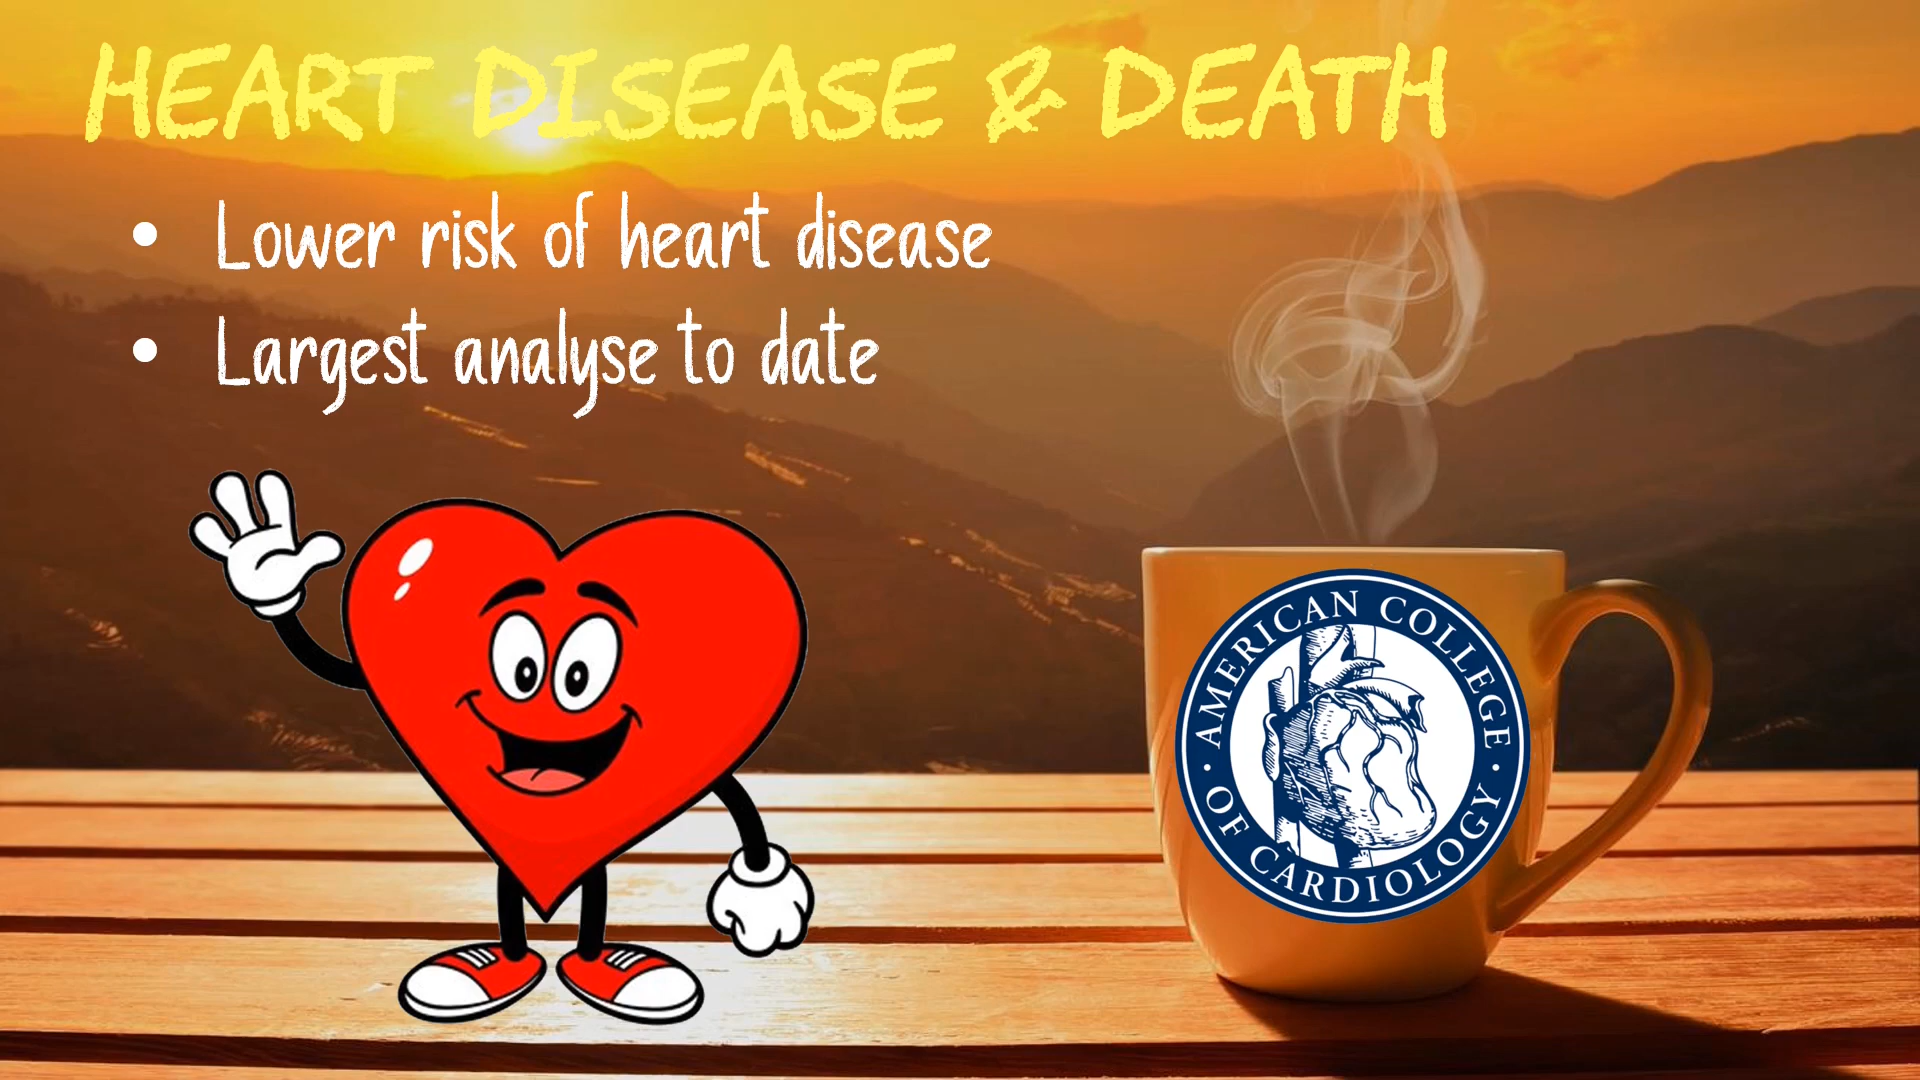 HEART DISEASE & DEATH
• Lower risk of heart disease
• Largest analyse to date
AMERICAN COLLEGE
· OF CARDIOLOGY ·